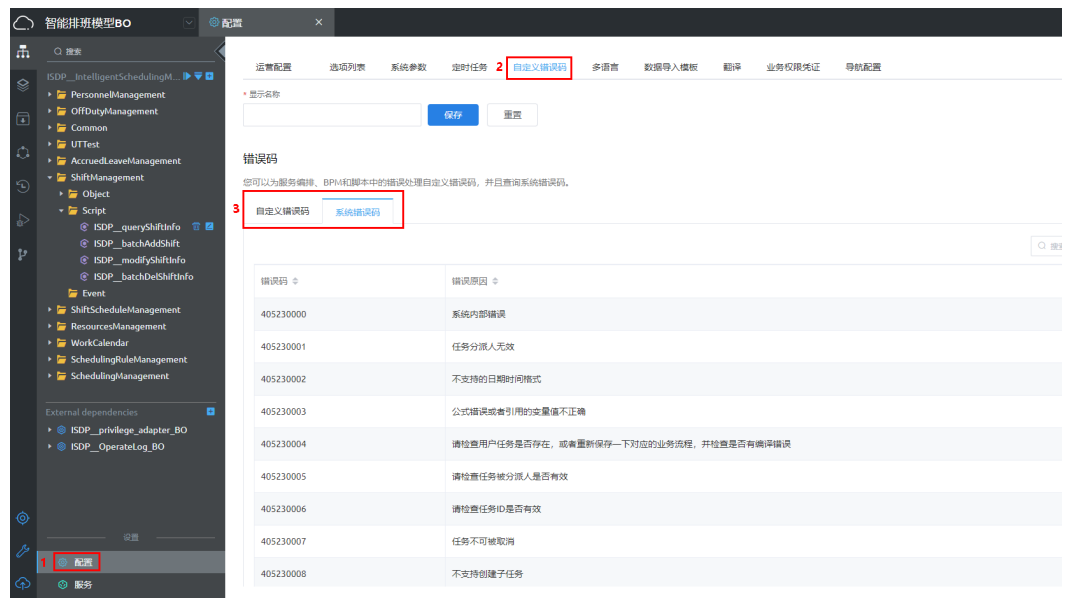 智能排班模型BO
配置
搜索
ISDP__IntelligentSchedulingM...
PersonnelManagement
OffDutyManagement
Common
UTTest
AccruedLeaveManagement
ShiftManagement
Object
Script
ISDP__queryShiftInfo
ISDP__batchAddShift
ISDP__modifyShiftInfo
ISDP__batchDelShiftInfo
Event
ShiftScheduleManagement
ResourcesManagement
WorkCalendar
SchedulingRuleManagement
SchedulingManagement
External dependencies
ISDP__privilege_adapter_BO
ISDP__OperateLog_BO
设置
1 配置
服务
运营配置 选项列表 系统参数 定时任务 2 自定义错误码 多语言 数据导入模板 翻译 业务权限凭证 导航配置
* 显示名称
保存 重置
错误码
您可以为服务编排、BPM和脚本中的错误处理自定义错误码，并且查询系统错误码。
3 自定义错误码 系统错误码
错误码 错误原因
405230000 系统内部错误
405230001 任务分派人无效
405230002 不支持的日期时间格式
405230003 公式错误或者引用的变量值不正确
405230004 请检查用户任务是否存在，或者重新保存一下对应的业务流程，并检查是否有编译错误
405230005 请检查任务被分派人是否有效
405230006 请检查任务ID是否有效
405230007 任务不可被取消
405230008 不支持创建子任务